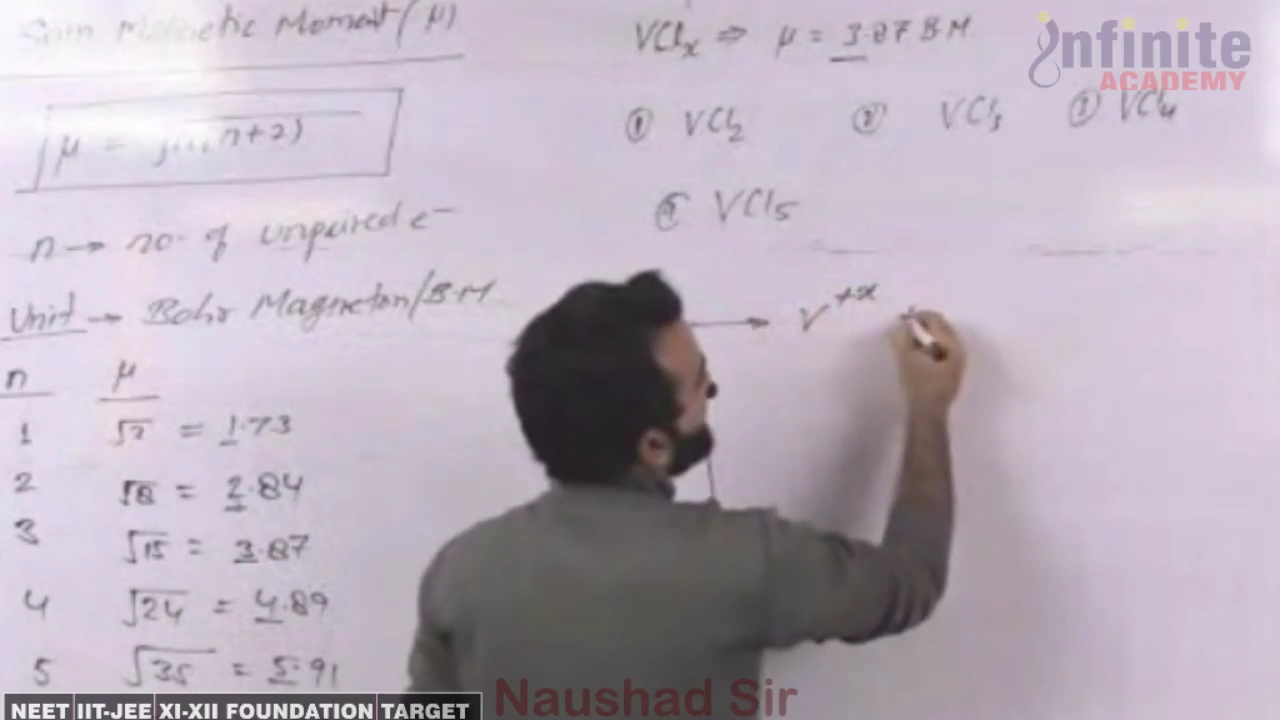 Spin Magnetic Moment (μ)
μ = √n(n+2)
n → no. of unpaired e−
Unit → Bohr Magneton/B.M
n μ
1 √3 = 1.73
2 √8 = 2.84
3 √15 = 3.87
4 √24 = 4.89
5 √35 = 5.91
VClx ⇒ μ = 3.87 B.M.
① VCl2 ② VCl3 ③ VCl4
④ VCl5
→ V+x +
Infinite
ACADEMY
NEET IIT-JEE XI-XII FOUNDATION TARGET
Naushad Sir